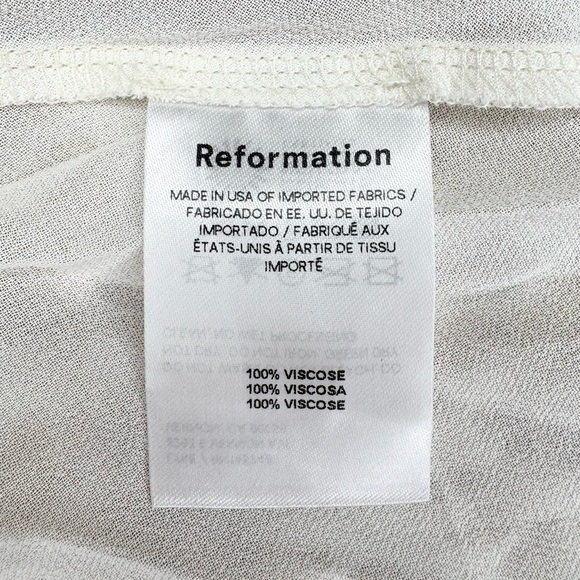 Reformation
MADE IN USA OF IMPORTED FABRICS /
FABRICADO EN EE. UU. DE TEJIDO
IMPORTADO / FABRIQUÉ AUX
ÉTATS-UNIS À PARTIR DE TISSU
IMPORTÉ
100% VISCOSE
100% VISCOSA
100% VISCOSE